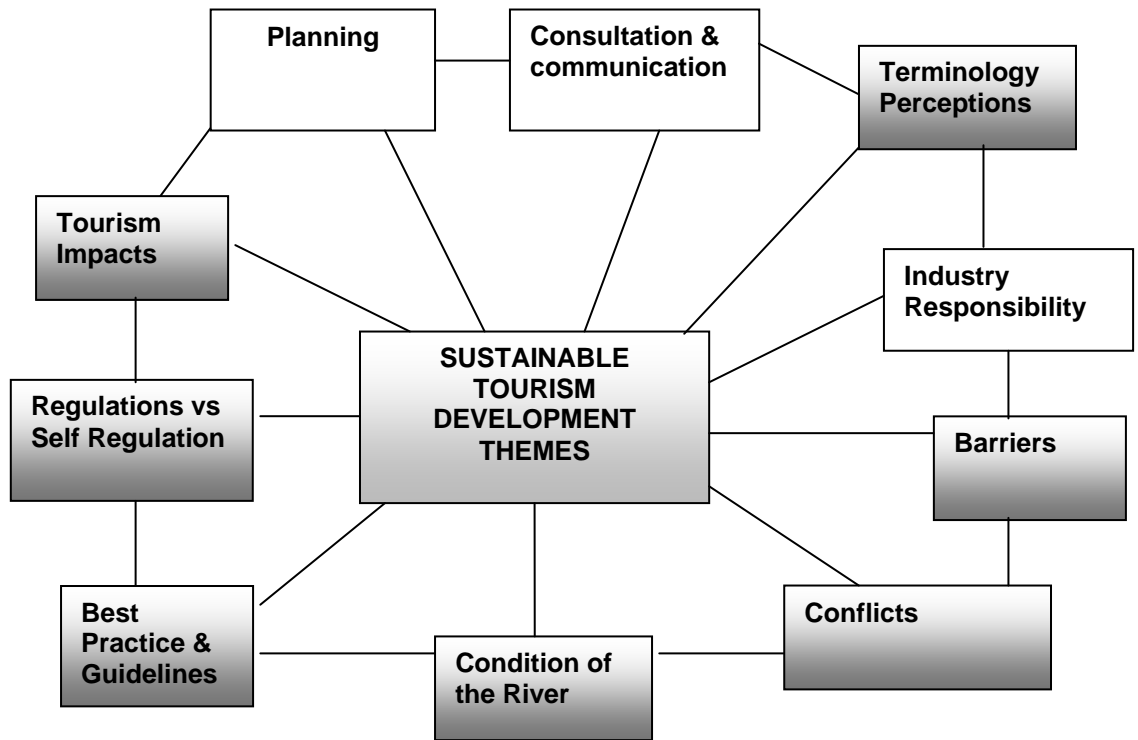 Planning
Consultation &
communication
Terminology
Perceptions
Tourism
Impacts
Industry
Responsibility
SUSTAINABLE
TOURISM
DEVELOPMENT
THEMES
Regulations vs
Self Regulation
Barriers
Best
Practice &
Guidelines
Condition of
the River
Conflicts